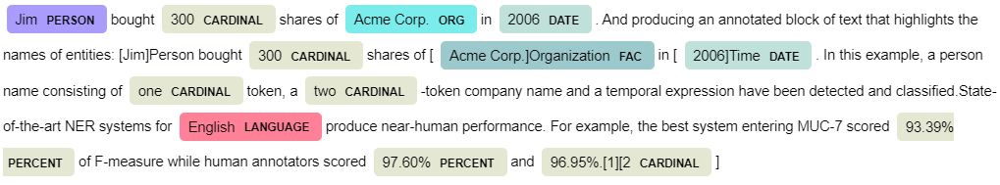 Jim PERSON bought 300 CARDINAL shares of Acme Corp. ORG in 2006 DATE . And producing an annotated block of text that highlights the
names of entities: [Jim]Person bought 300 CARDINAL shares of [ Acme Corp.]Organization FAC in [ 2006]Time DATE . In this example, a person
name consisting of one CARDINAL token, a two CARDINAL -token company name and a temporal expression have been detected and classified.State-
of-the-art NER systems for English LANGUAGE produce near-human performance. For example, the best system entering MUC-7 scored 93.39%
PERCENT of F-measure while human annotators scored 97.60% PERCENT and 96.95%.[1][2 CARDINAL ]